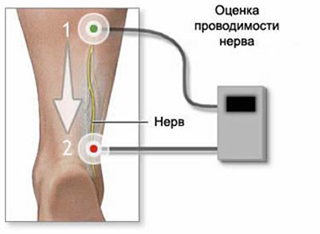 Оценка
проводимости
нерва
1
Нерв
2